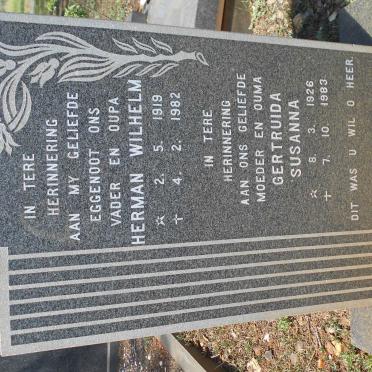 IN TERE
HERINNERING
AAN MY GELIEFDE
EGGENOOT ONS
VADER EN OUPA
HERMAN WILHELM
☆ 2. 5. 1919
† 4. 2. 1982
IN TERE
HERINNERING
AAN ONS GELIEFDE
MOEDER EN OUMA
GERTRUIDA
SUSANNA
☆ 8. 3. 1926
† 7. 10. 1983
DIT WAS U WIL O HEER.